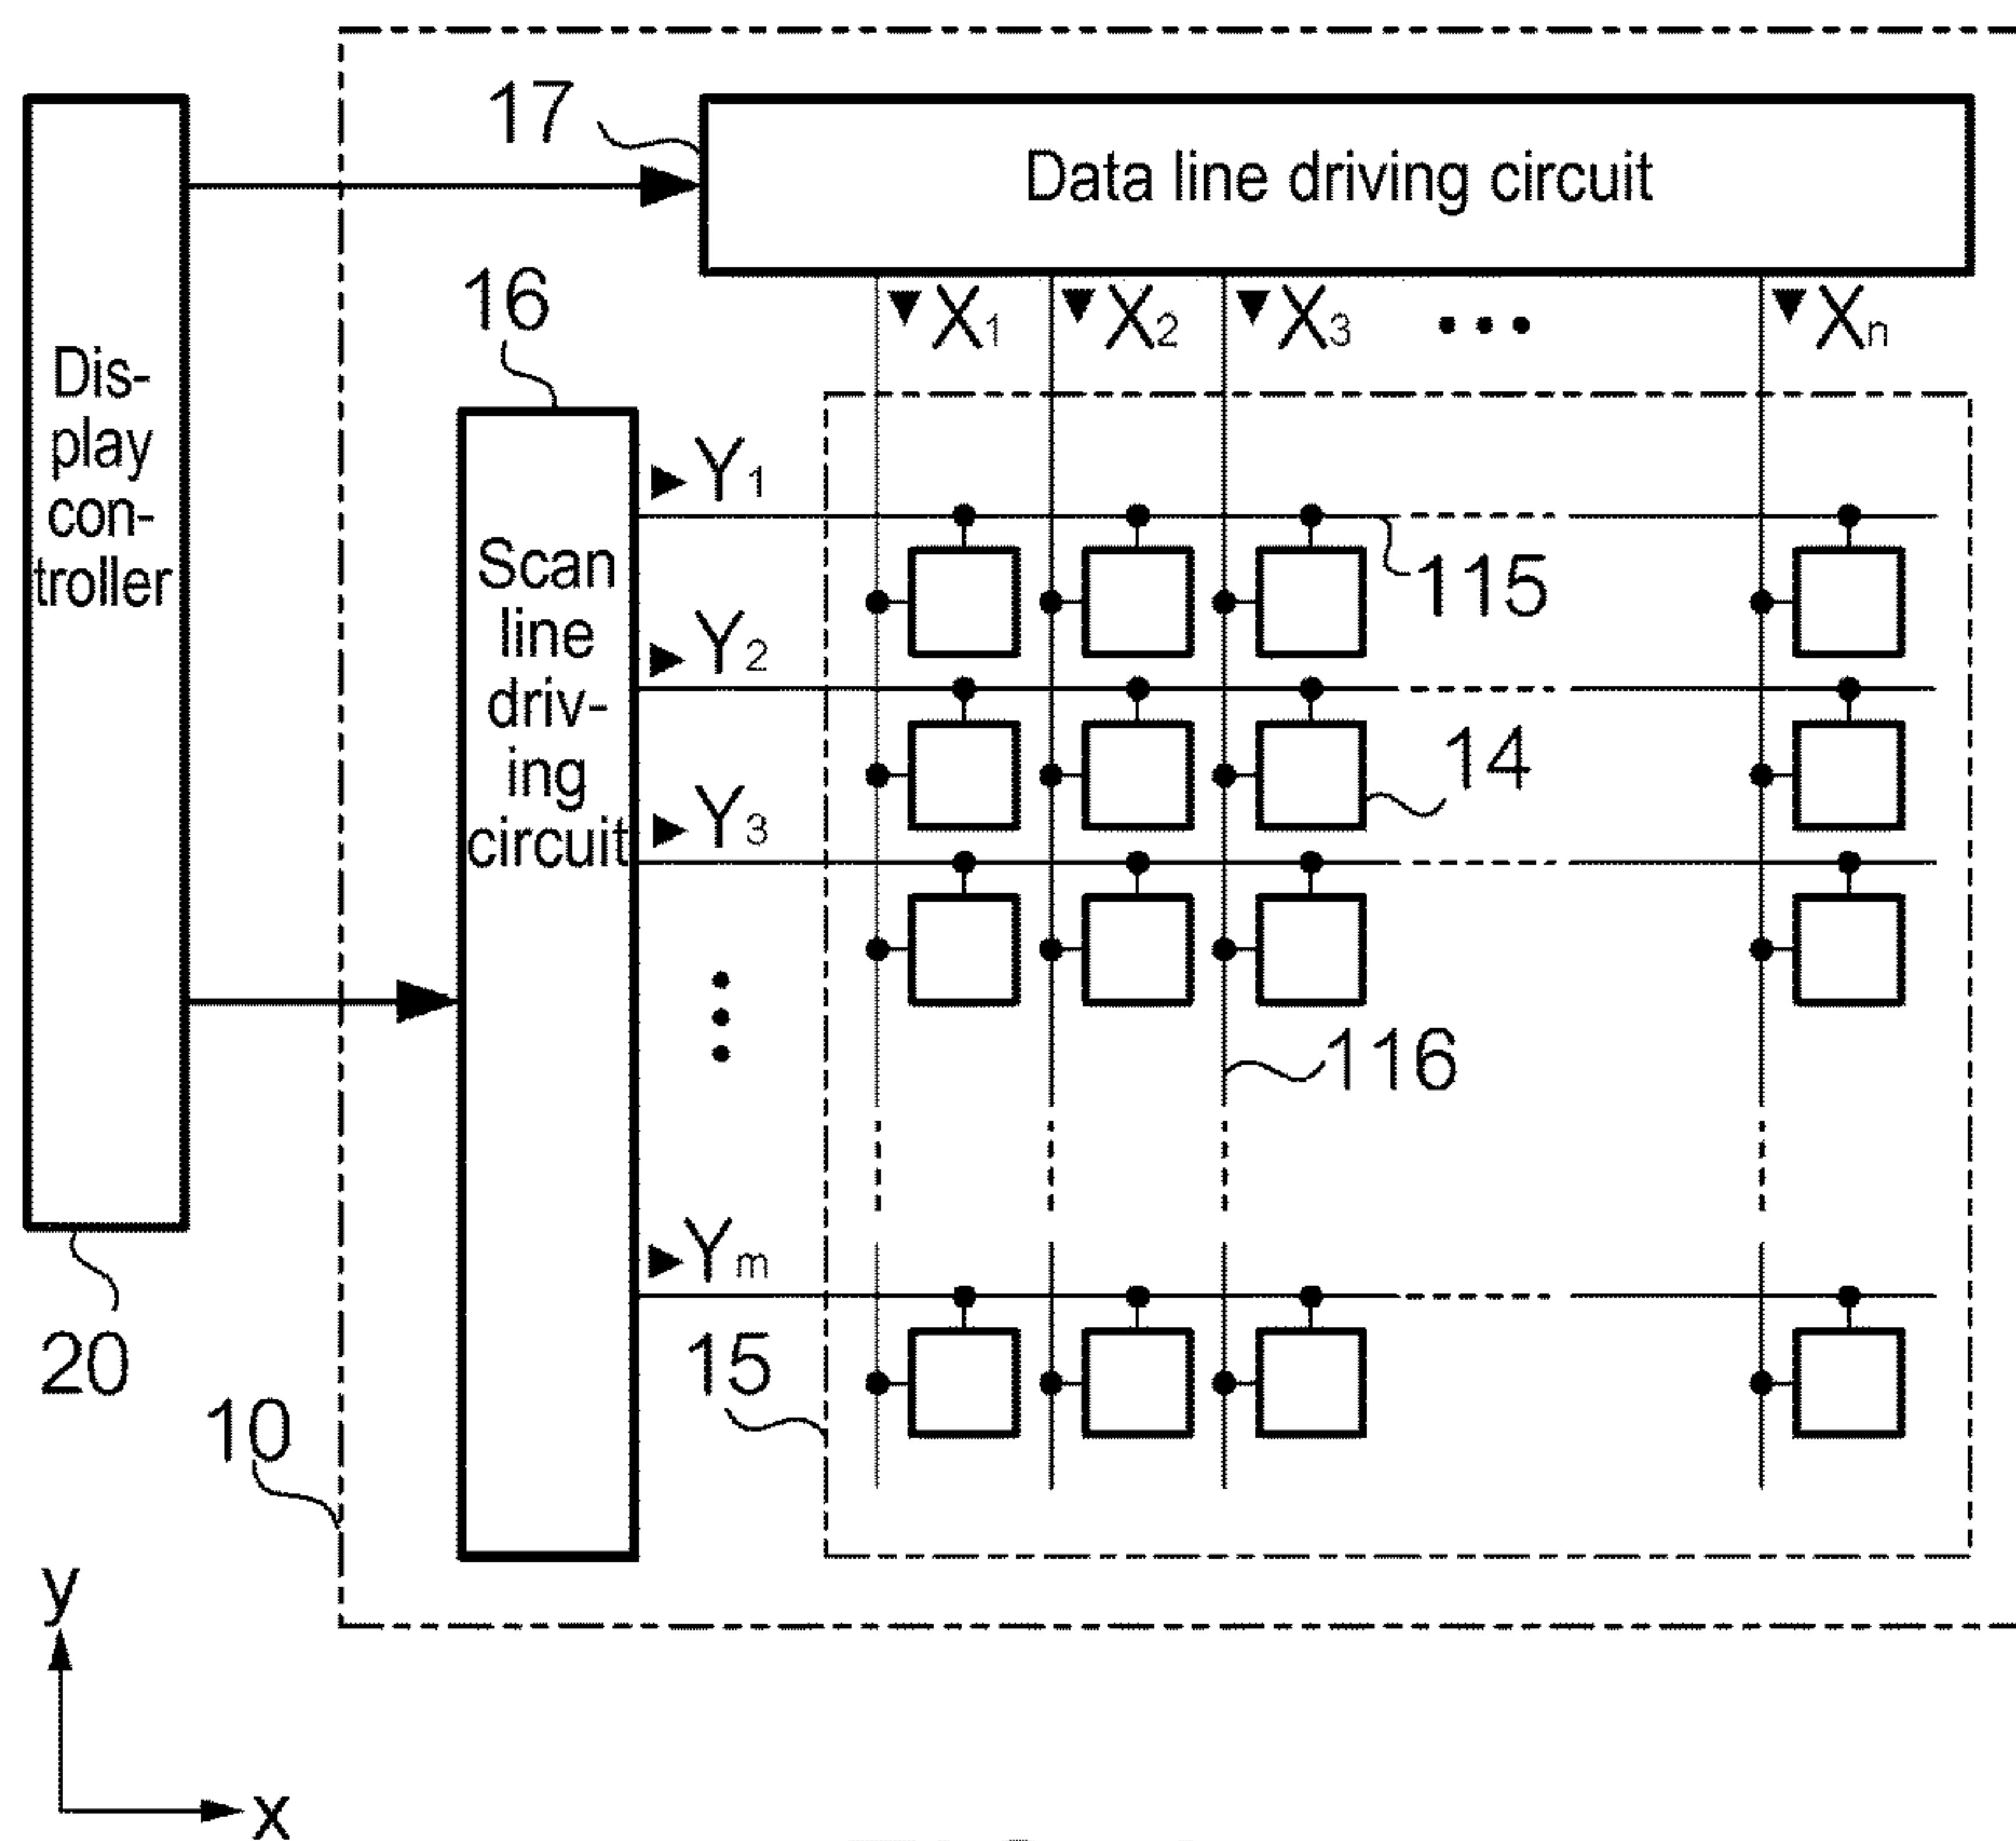 17
Data line driving circuit
16
X1
X2
X3
•••
Xn
Dis-
play
con-
troller
Scan
line
driv-
ing
circuit
Y1
Y2
Y3
Ym
115
14
116
15
20
10
y
x